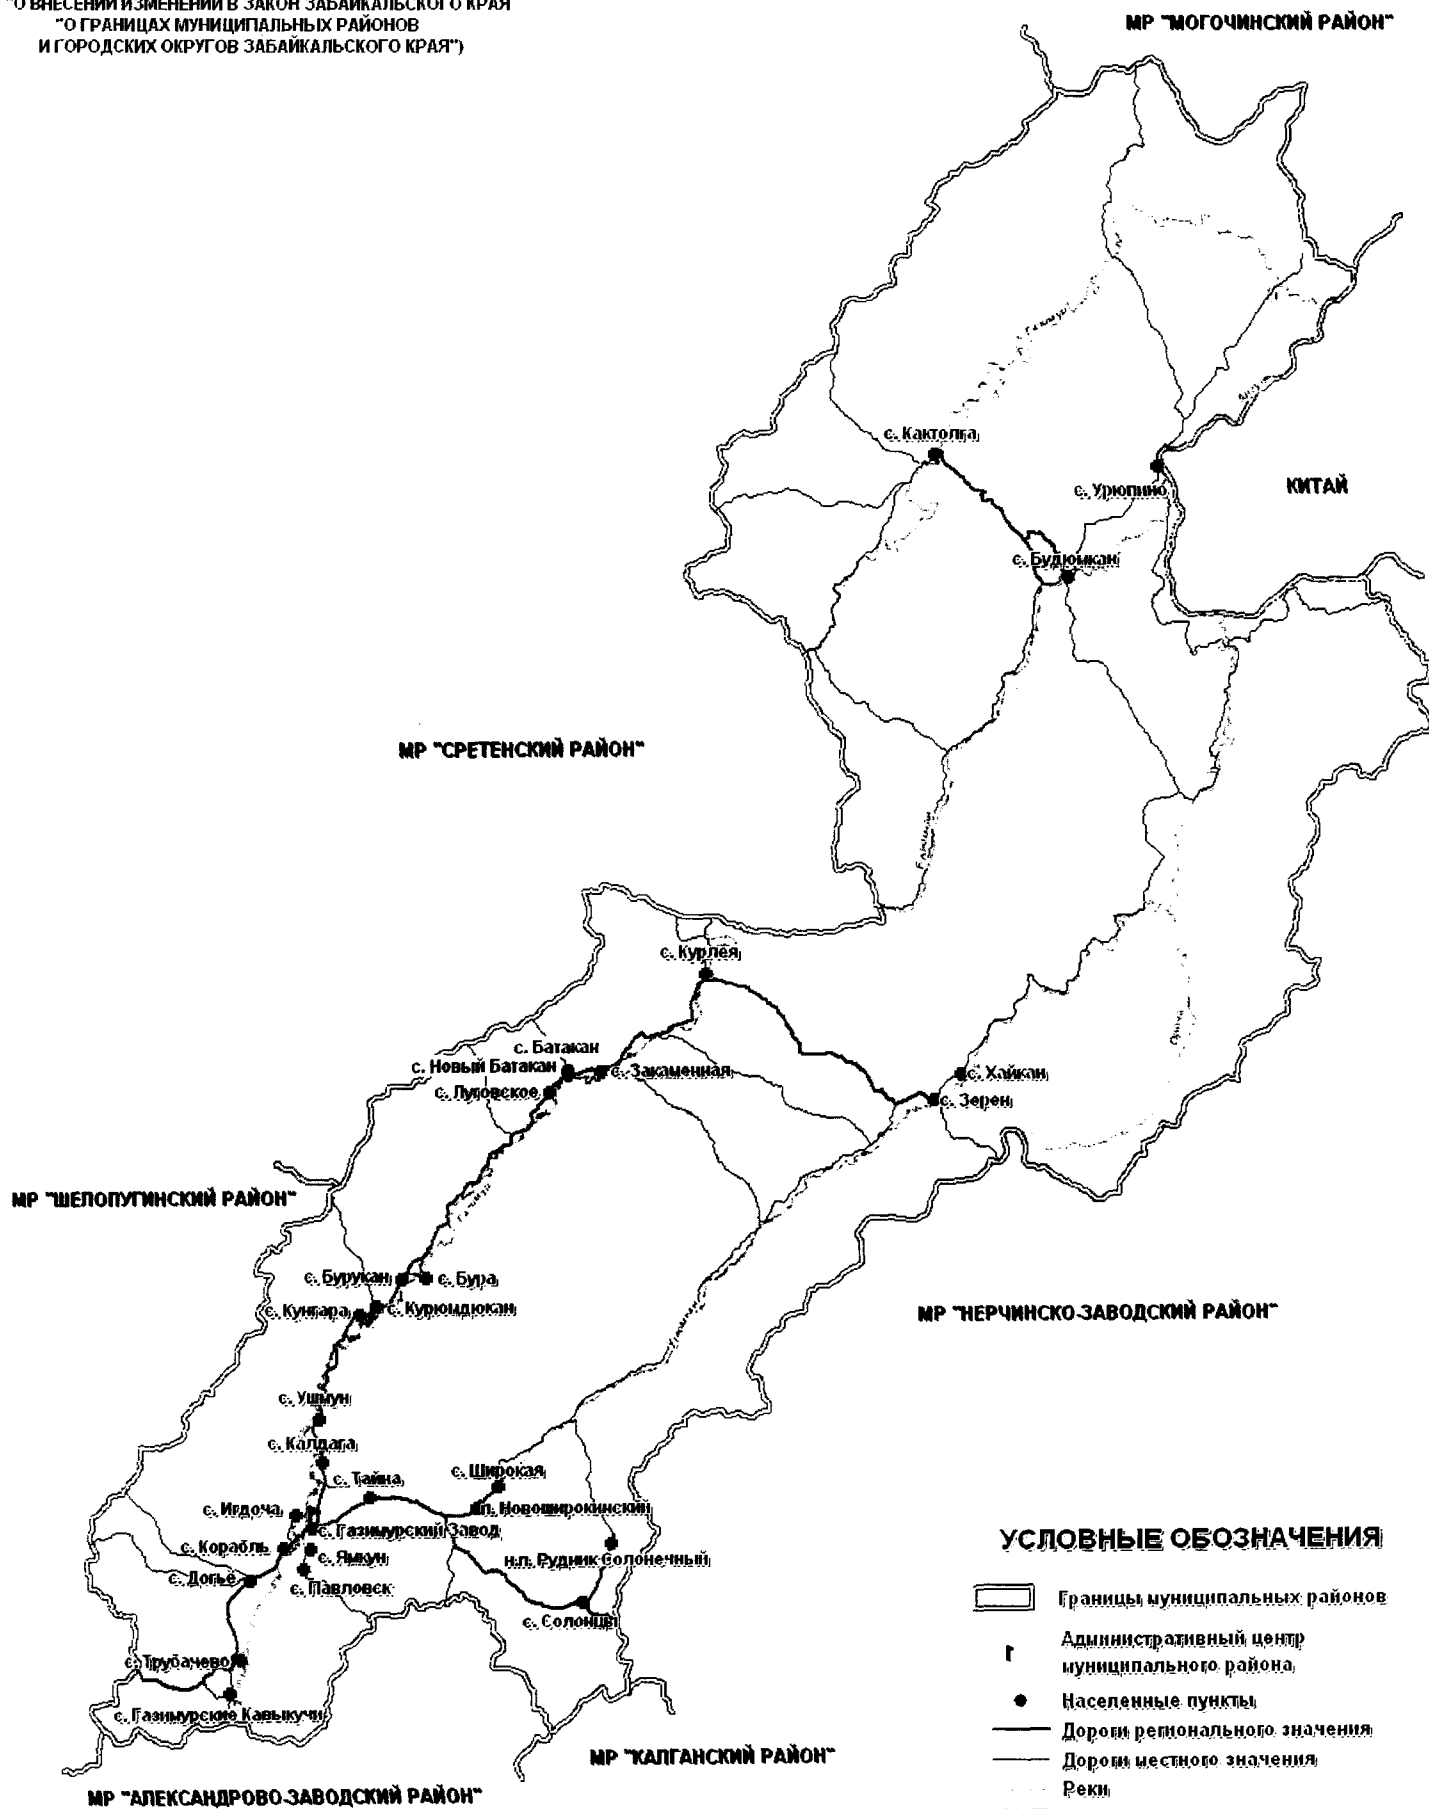 "О ВНЕСЕНИИ ИЗМЕНЕНИЙ В ЗАКОН ЗАБАЙКАЛЬСКОГО КРАЯ
"О ГРАНИЦАХ МУНИЦИПАЛЬНЫХ РАЙОНОВ
И ГОРОДСКИХ ОКРУГОВ ЗАБАЙКАЛЬСКОГО КРАЯ")
МР "МОГОЧИНСКИЙ РАЙОН"
Газимур
с. Кактолга
с. Урюпино
КИТАЙ
с. Будюмкан
МР "СРЕТЕНСКИЙ РАЙОН"
с. Курлея
с. Батакан
с. Новый Батакан
с. Закаменная
с. Луговское
с. Хайкан
с. Зерен
МР "ШЕЛОПУГИНСКИЙ РАЙОН"
с. Бурукан
с. Бура
с. Кунгара
с. Курюмдюкан
МР "НЕРЧИНСКО-ЗАВОДСКИЙ РАЙОН"
с. Ушмун
с. Калдага
с. Тайна
с. Широкая
с. Игдоча
п. Новоширокинский
с. Газимурский Завод
с. Корабль
с. Ямкун
н.п. Рудник Солонечный
с. Догье
с. Павловск
с. Солонцы
с. Трубачево
с. Газимурские Кавыкучи
МР "КАЛГАНСКИЙ РАЙОН"
МР "АЛЕКСАНДРОВО-ЗАВОДСКИЙ РАЙОН"
УСЛОВНЫЕ ОБОЗНАЧЕНИЯ
Границы муниципальных районов
Административный центр
муниципального района
Населенные пункты
Дороги регионального значения
Дороги местного значения
Реки